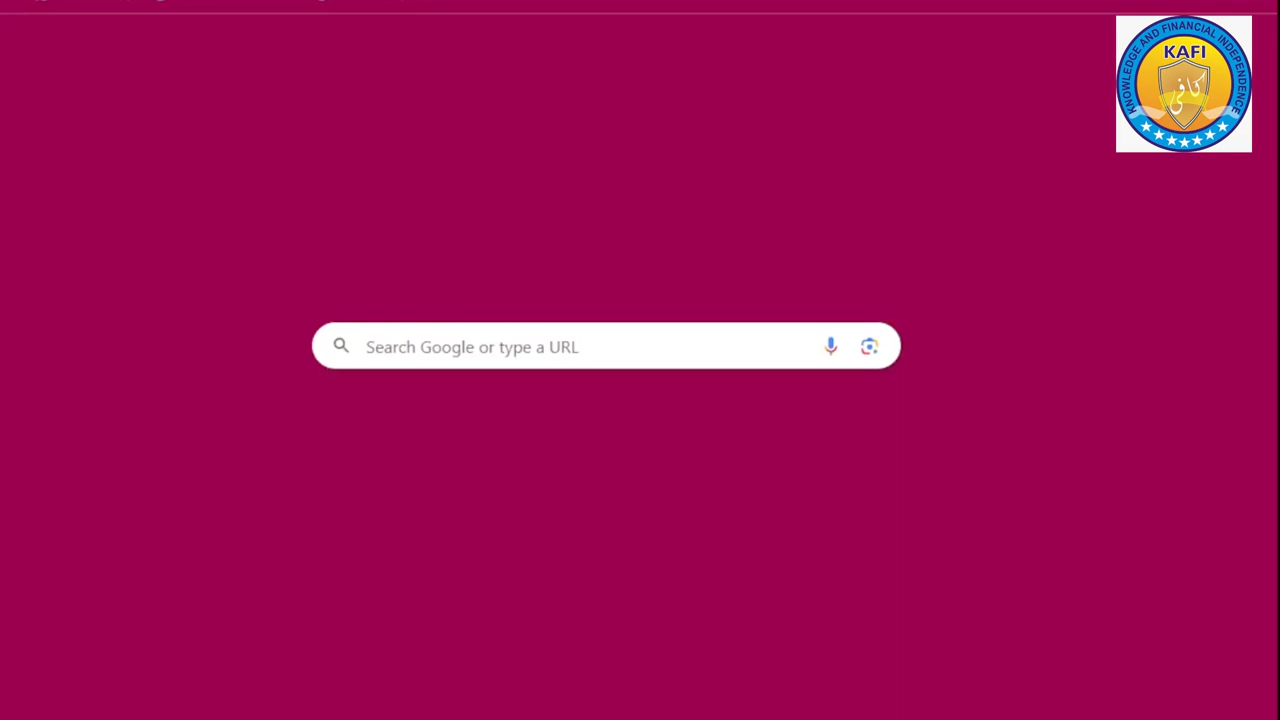 KNOWLEDGE AND FINANCIAL INDEPENDENCE
KAFI
کافی
Search Google or type a URL